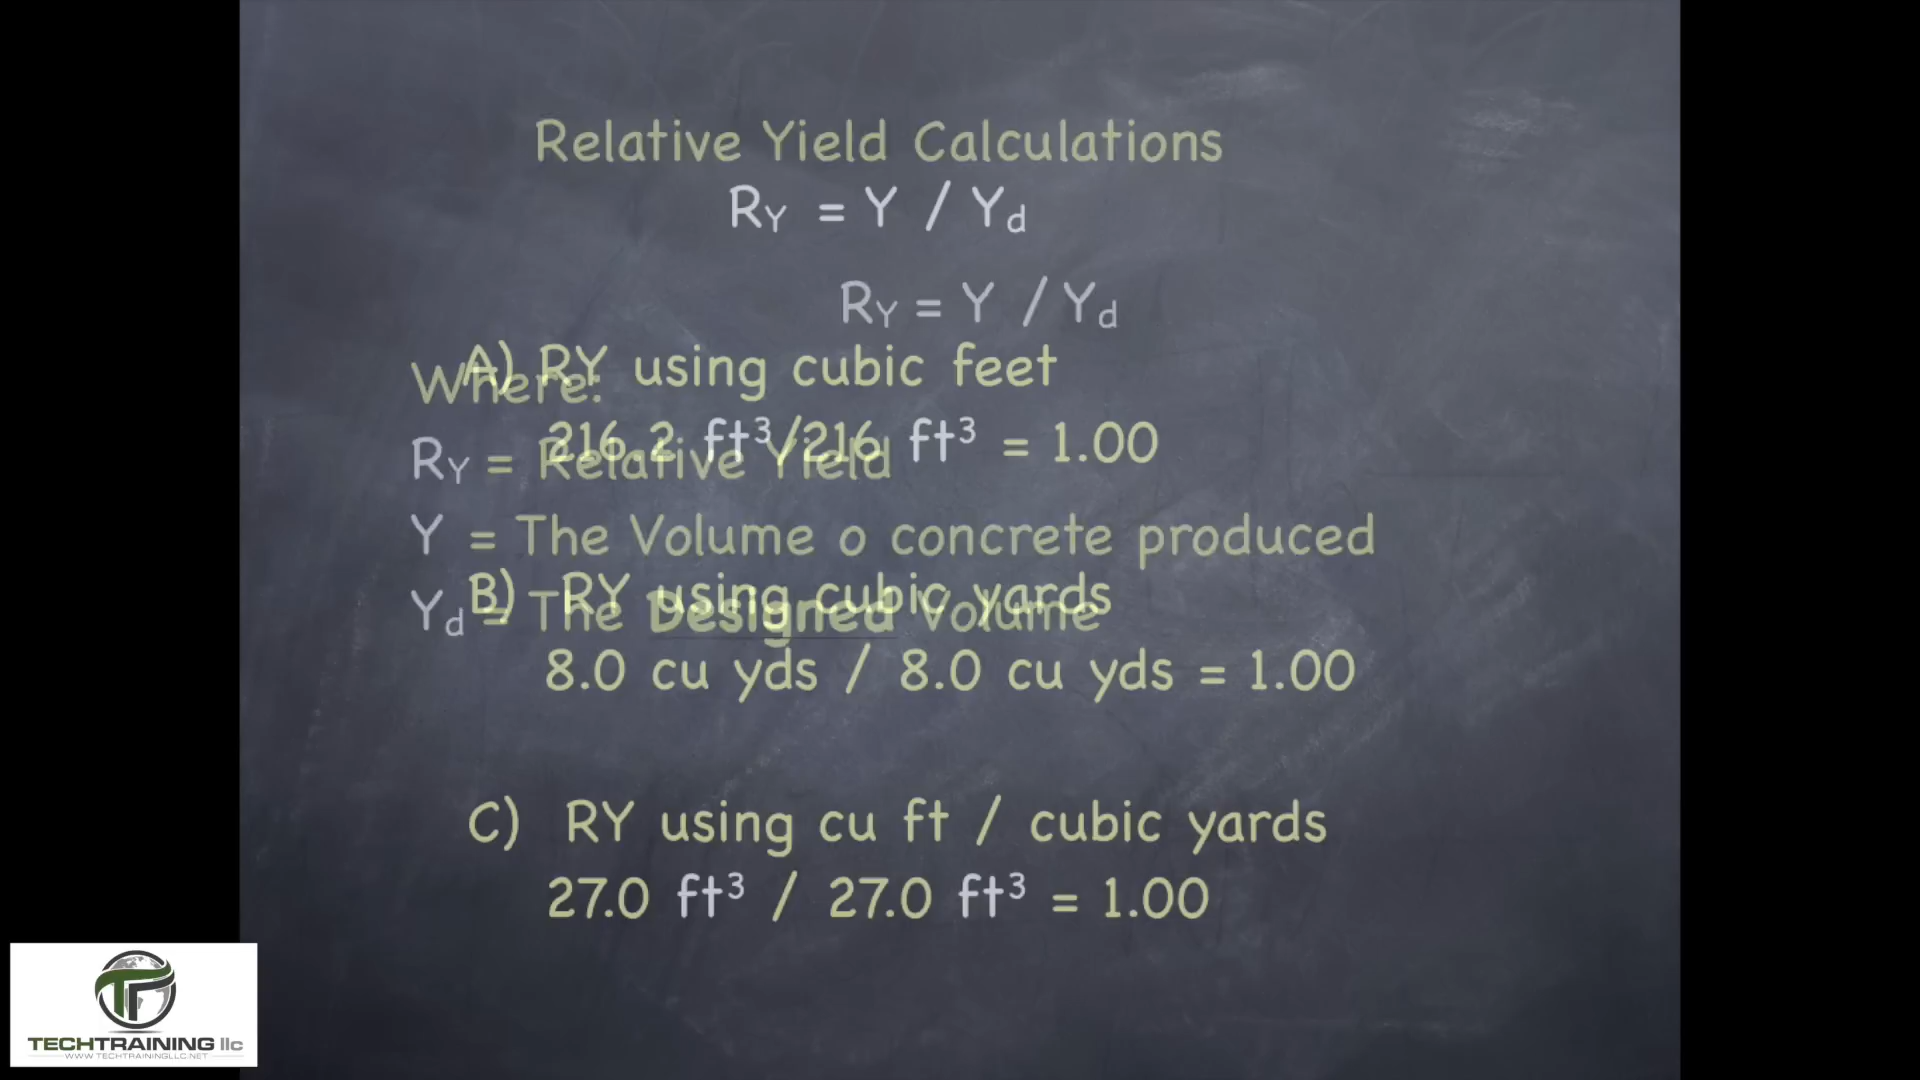 Relative Yield Calculations
RY = Y / Yd
RY = Y / Yd
A) RY using cubic feet
Where:
216.2 ft³/216 ft³ = 1.00
RY = Relative Yield
Y = The Volume o concrete produced
B) RY using cubic yards
Yd = The Designed Volume
8.0 cu yds / 8.0 cu yds = 1.00
C) RY using cu ft / cubic yards
27.0 ft³ / 27.0 ft³ = 1.00
TECHTRAINING llc
WWW.TECHTRAININGLLC.NET